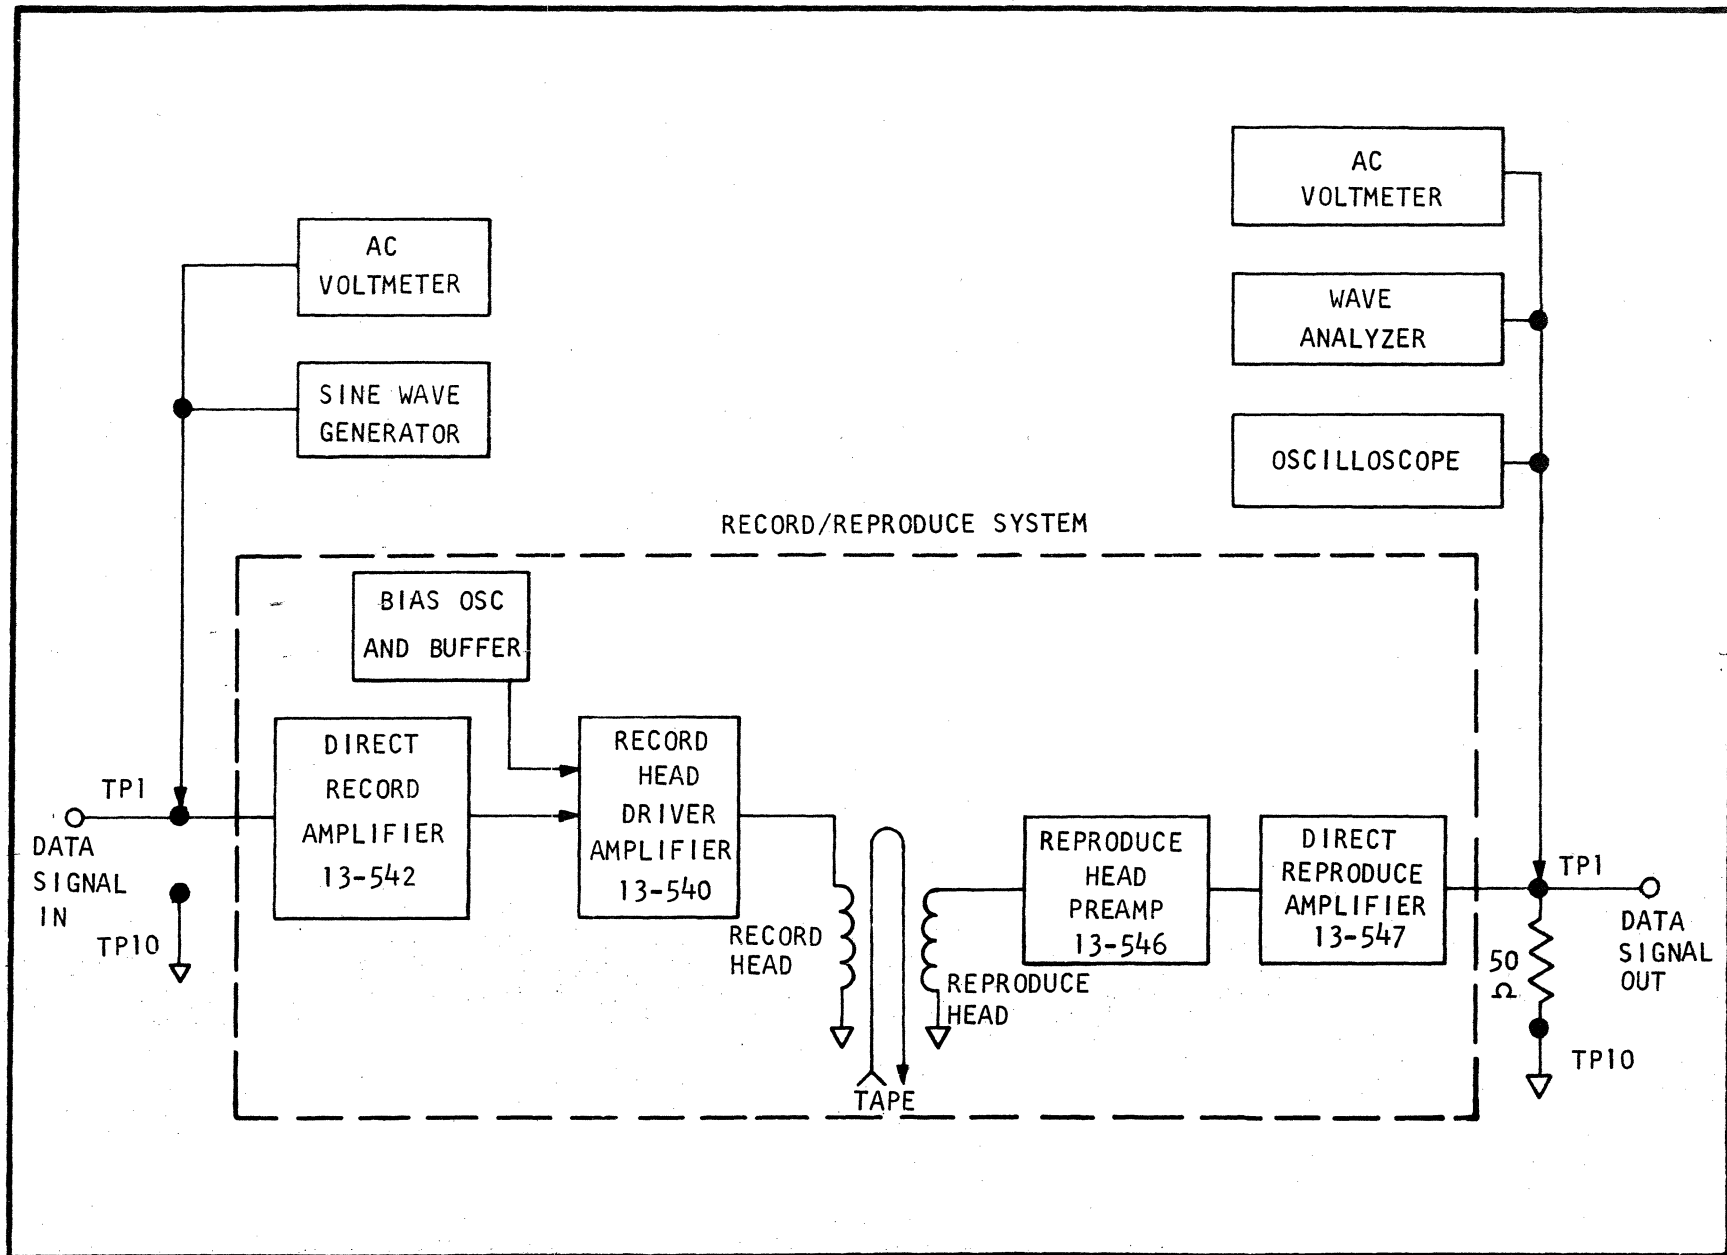 AC
VOLTMETER
SINE WAVE
GENERATOR
AC
VOLTMETER
WAVE
ANALYZER
OSCILLOSCOPE
RECORD/REPRODUCE SYSTEM
BIAS OSC
AND BUFFER
TP1
DATA
SIGNAL
IN
TP10
DIRECT
RECORD
AMPLIFIER
13-542
RECORD
HEAD
DRIVER
AMPLIFIER
13-540
RECORD
HEAD
TAPE
REPRODUCE
HEAD
REPRODUCE
HEAD
PREAMP
13-546
DIRECT
REPRODUCE
AMPLIFIER
13-547
TP1
DATA
SIGNAL
OUT
50
Ω
TP10